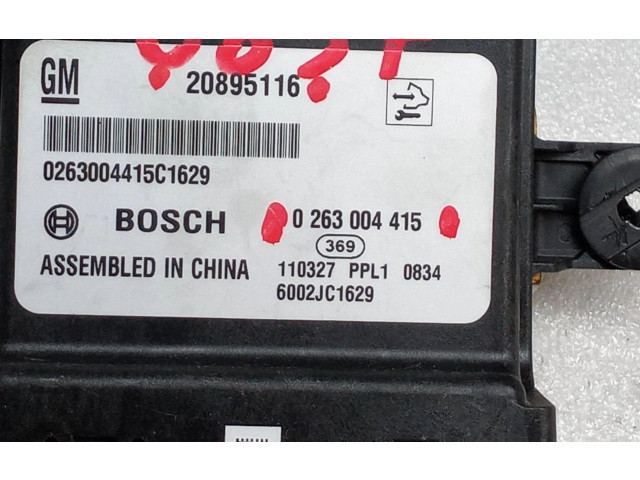 GM 20895116
0263004415C1629
BOSCH 0 263 004 415
369
ASSEMBLED IN CHINA 110327 PPL1 0834
6002JC1629